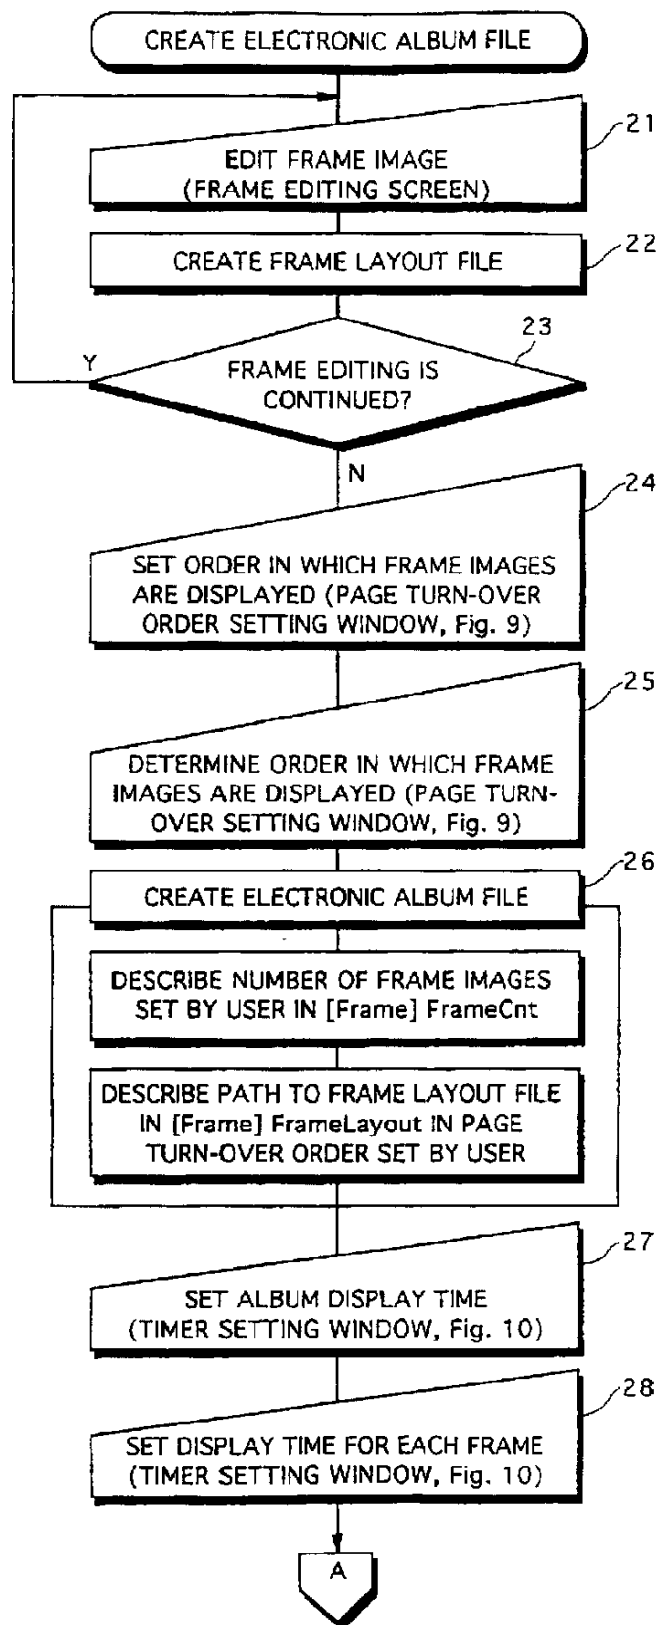 CREATE ELECTRONIC ALBUM FILE
21
EDIT FRAME IMAGE
(FRAME EDITING SCREEN)
22
CREATE FRAME LAYOUT FILE
23
Y
FRAME EDITING IS
CONTINUED?
N
24
SET ORDER IN WHICH FRAME IMAGES
ARE DISPLAYED (PAGE TURN-OVER
ORDER SETTING WINDOW, Fig. 9)
25
DETERMINE ORDER IN WHICH FRAME
IMAGES ARE DISPLAYED (PAGE TURN-
OVER SETTING WINDOW, Fig. 9)
26
CREATE ELECTRONIC ALBUM FILE
DESCRIBE NUMBER OF FRAME IMAGES
SET BY USER IN [Frame] FrameCnt
DESCRIBE PATH TO FRAME LAYOUT FILE
IN [Frame] FrameLayout IN PAGE
TURN-OVER ORDER SET BY USER
27
SET ALBUM DISPLAY TIME
(TIMER SETTING WINDOW, Fig. 10)
28
SET DISPLAY TIME FOR EACH FRAME
(TIMER SETTING WINDOW, Fig. 10)
A